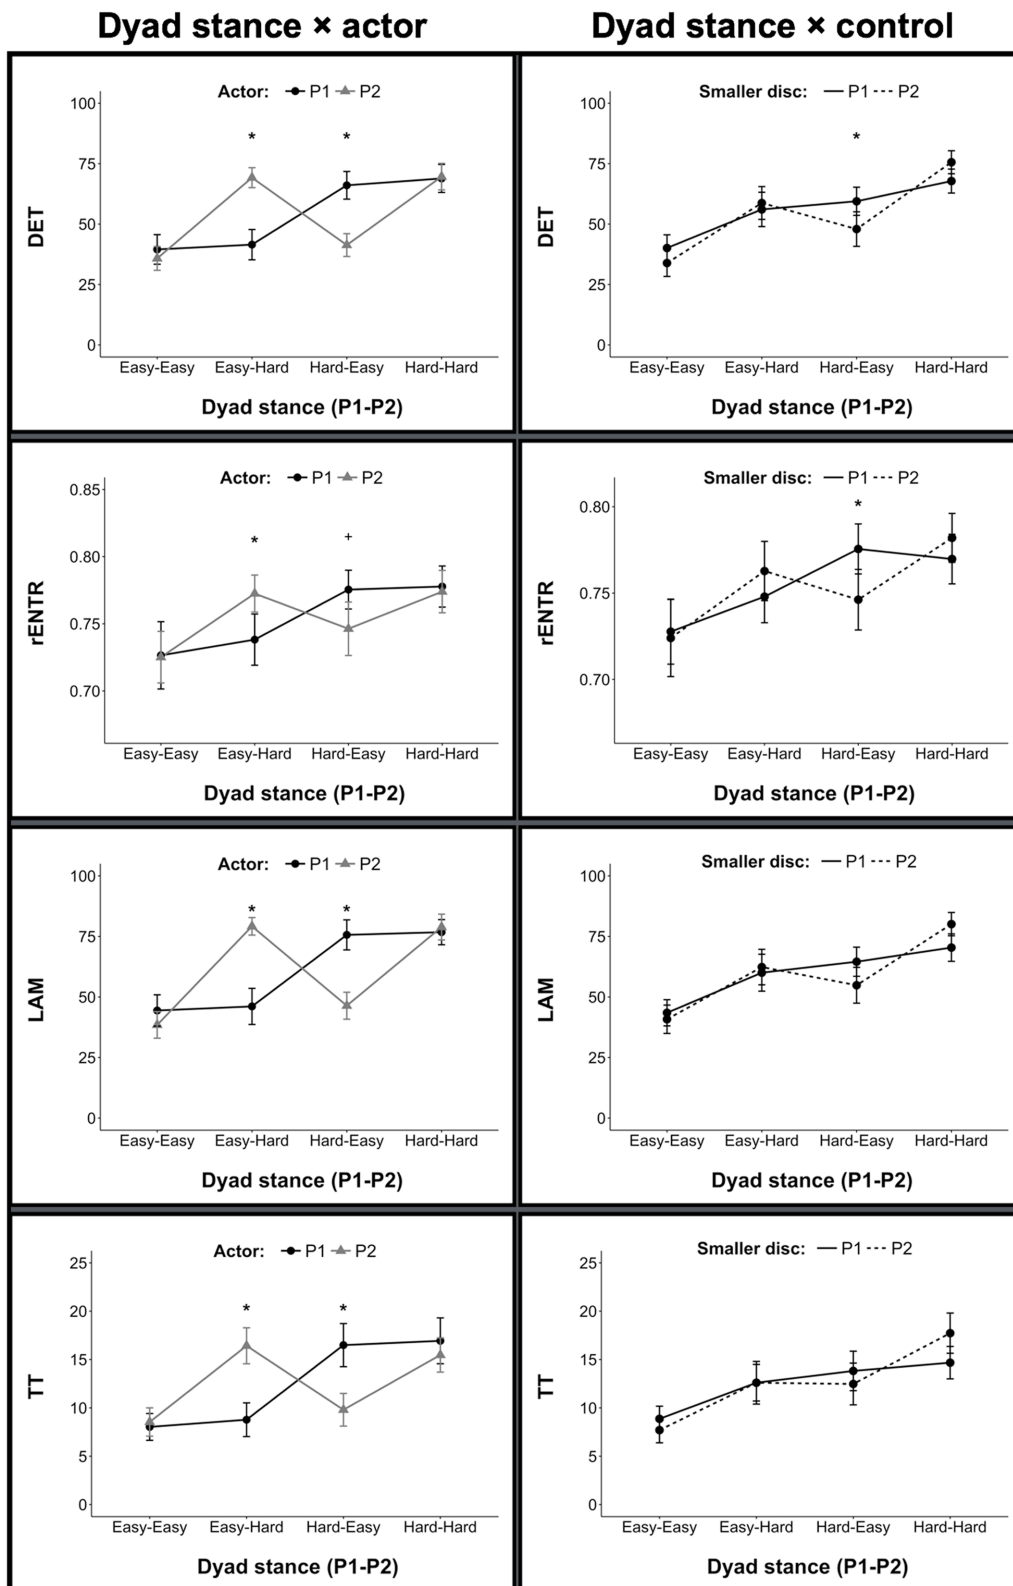 Dyad stance × actor
Dyad stance × control
Actor: P1 P2
100
75
50
25
0
DET
* *
Easy-Easy Easy-Hard Hard-Easy Hard-Hard
Dyad stance (P1-P2)
Smaller disc: P1 P2
100
75
50
25
0
DET
*
Easy-Easy Easy-Hard Hard-Easy Hard-Hard
Dyad stance (P1-P2)
Actor: P1 P2
0.85
0.80
0.75
0.70
rENTR
* +
Easy-Easy Easy-Hard Hard-Easy Hard-Hard
Dyad stance (P1-P2)
Smaller disc: P1 P2
0.80
0.75
0.70
rENTR
*
Easy-Easy Easy-Hard Hard-Easy Hard-Hard
Dyad stance (P1-P2)
Actor: P1 P2
100
75
50
25
0
LAM
* *
Easy-Easy Easy-Hard Hard-Easy Hard-Hard
Dyad stance (P1-P2)
Smaller disc: P1 P2
100
75
50
25
0
LAM
Easy-Easy Easy-Hard Hard-Easy Hard-Hard
Dyad stance (P1-P2)
Actor: P1 P2
25
20
15
10
5
0
TT
* *
Easy-Easy Easy-Hard Hard-Easy Hard-Hard
Dyad stance (P1-P2)
Smaller disc: P1 P2
25
20
15
10
5
0
TT
Easy-Easy Easy-Hard Hard-Easy Hard-Hard
Dyad stance (P1-P2)